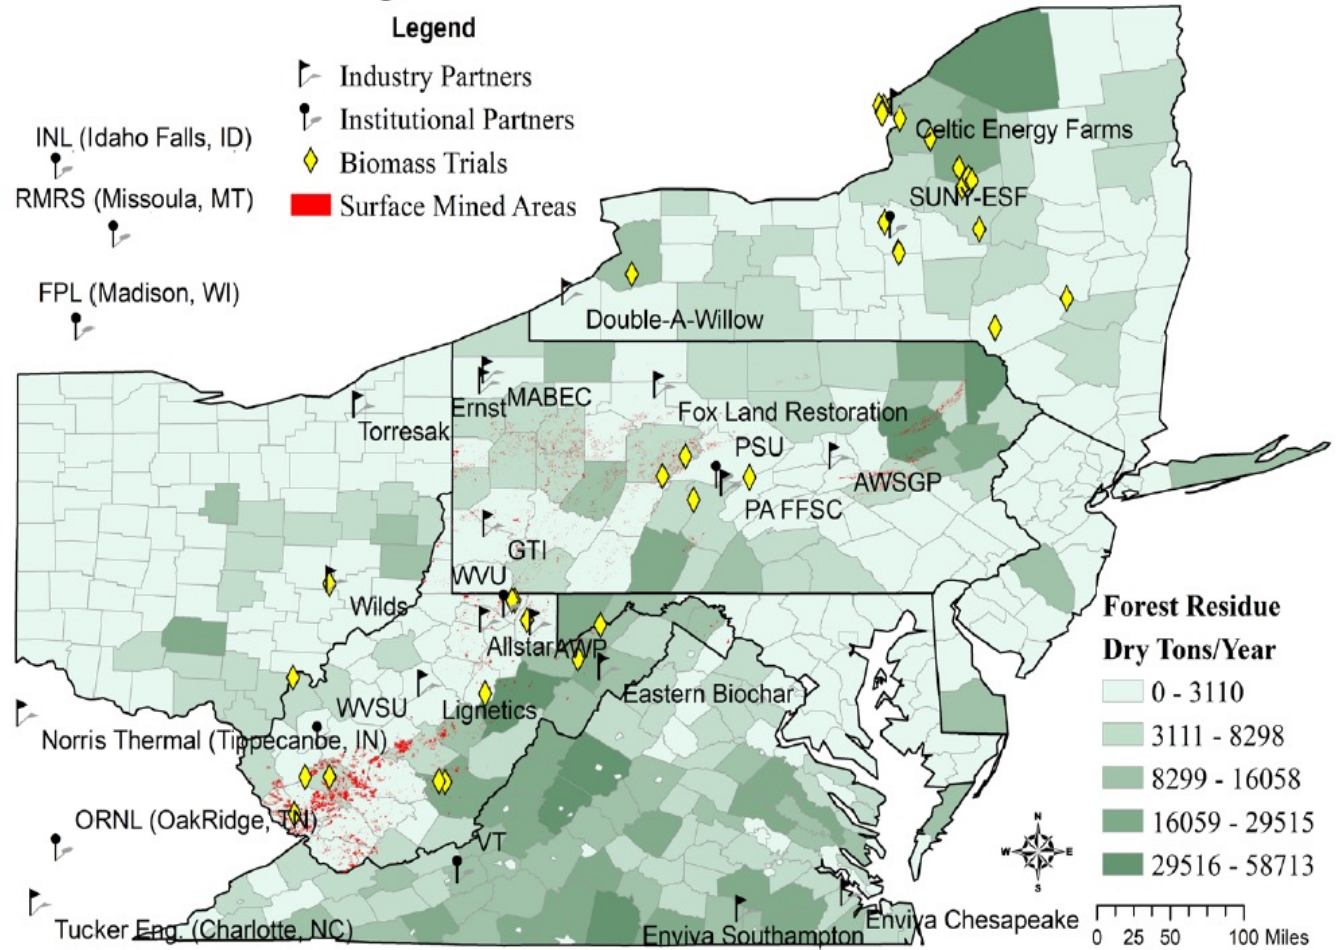 Legend
Industry Partners
Institutional Partners
Biomass Trials
Surface Mined Areas
INL (Idaho Falls, ID)
RMRS (Missoula, MT)
FPL (Madison, WI)
Celtic Energy Farms
SUNY-ESF
Double-A-Willow
Ernst
MABEC
Torresak
Fox Land Restoration
PSU
AWSGP
PA FFSC
GTI
WVU
Wilds
Allstar
AWP
Eastern Biochar
WVSU
Lignetics
Norris Thermal (Tippecanbe, IN)
ORNL (OakRidge, TN)
VT
Tucker Eng. (Charlotte, NC)
Enviva Southampton
Enviva Chesapeake
Forest Residue
Dry Tons/Year
0 - 3110
3111 - 8298
8299 - 16058
16059 - 29515
29516 - 58713
N
W
E
S
0 25 50 100 Miles